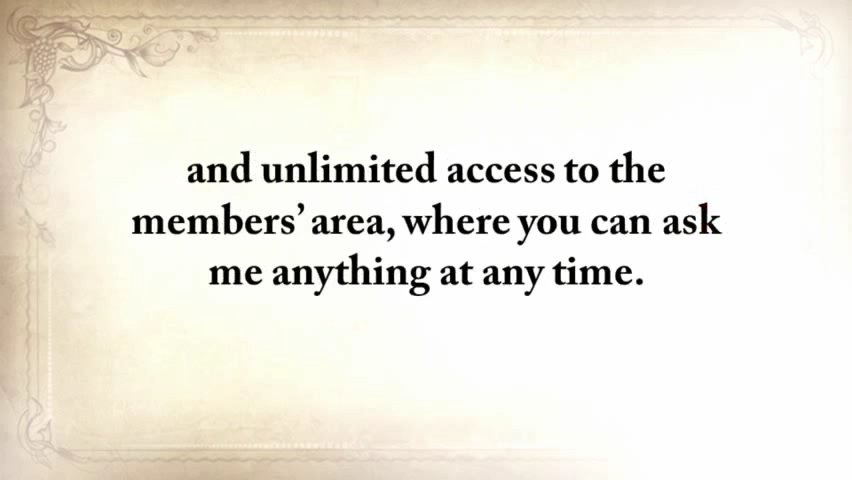 and unlimited access to the
members’ area, where you can ask
me anything at any time.